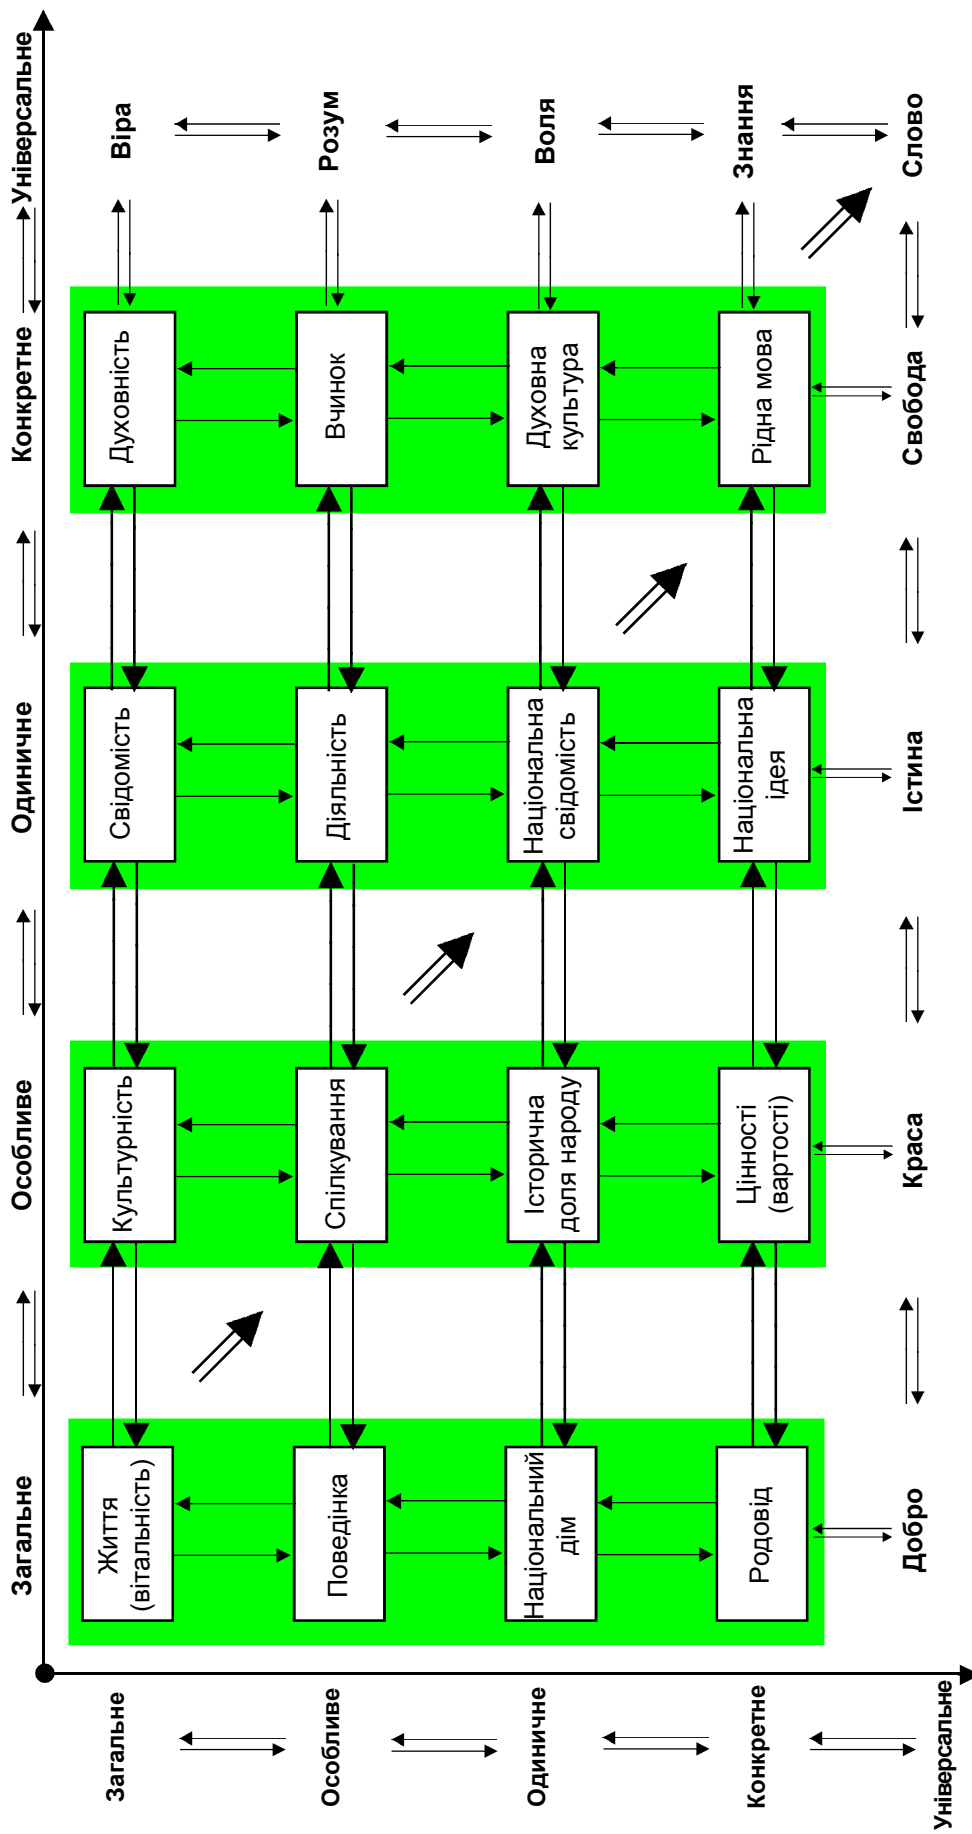 Загальне
Особливе
Одиничне
Конкретне
Універсальне
Загальне
Життя
(вітальність)
Культурність
Свідомість
Духовність
Віра
Особливе
Поведінка
Спілкування
Діяльність
Вчинок
Розум
Одиничне
Національний
дім
Історична
доля народу
Національна
свідомість
Духовна
культура
Воля
Конкретне
Родовід
Цінності
(вартості)
Національна
ідея
Рідна мова
Знання
Універсальне
Добро
Краса
Істина
Свобода
Слово